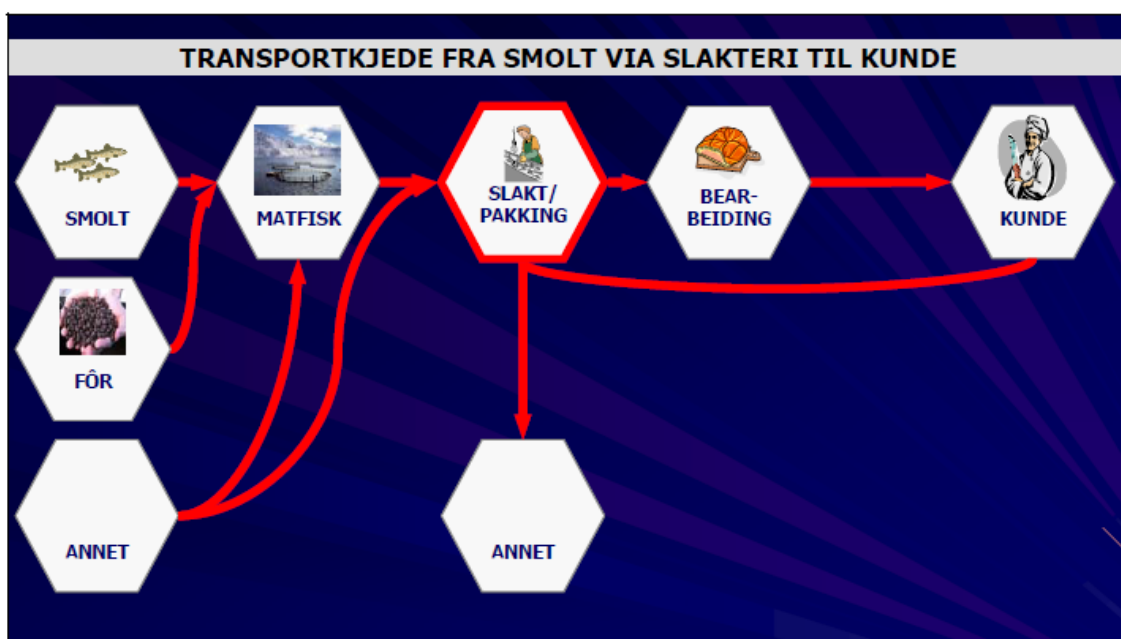 TRANSPORTKJEDE FRA SMOLT VIA SLAKTERI TIL KUNDE
SMOLT
MATFISK
SLAKT/
PAKKING
BEAR-
BEIDING
KUNDE
FÔR
ANNET
ANNET